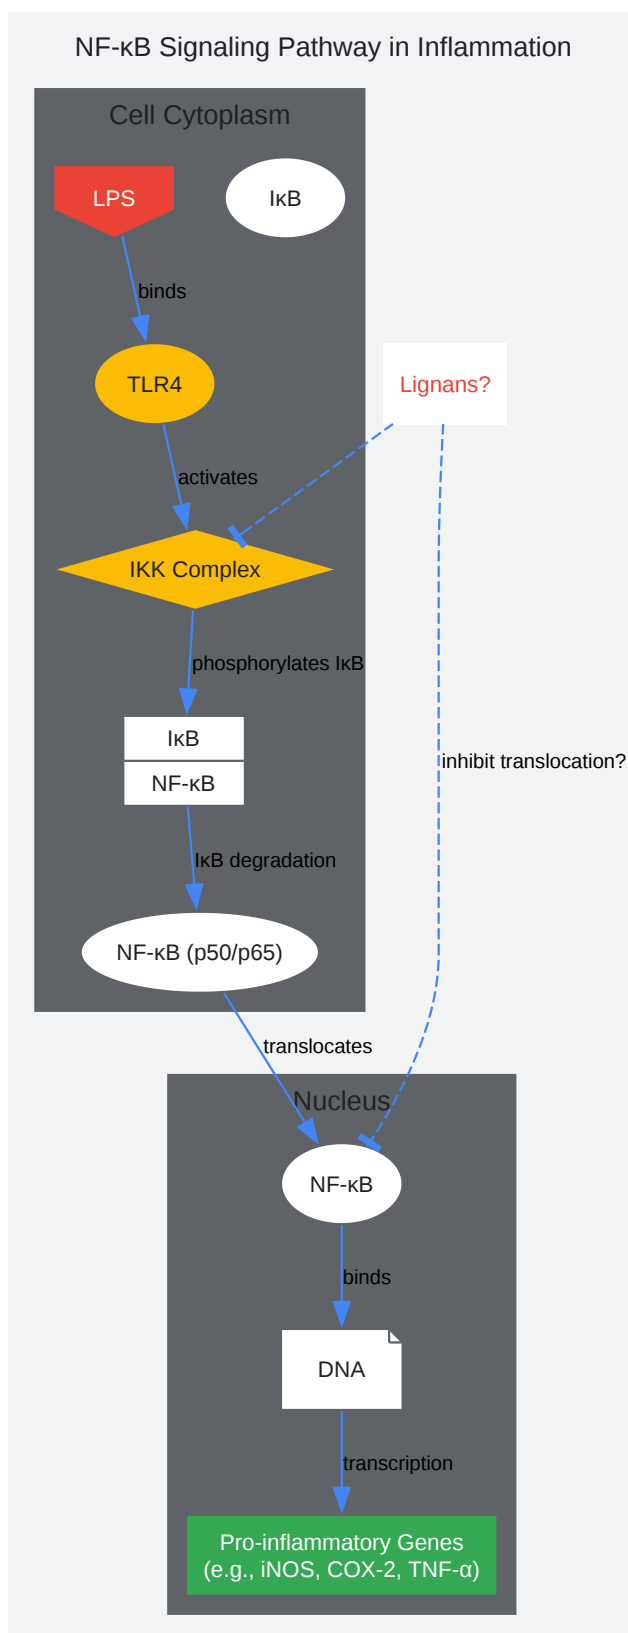 NF-κB Signaling Pathway in Inflammation
Cell Cytoplasm
LPS
IκB
binds
TLR4
Lignans?
activates
IKK Complex
phosphorylates IκB
IκB
NF-κB
inhibit translocation?
IκB degradation
NF-κB (p50/p65)
translocates
Nucleus
NF-κB
binds
DNA
transcription
Pro-inflammatory Genes
(e.g., iNOS, COX-2, TNF-α)